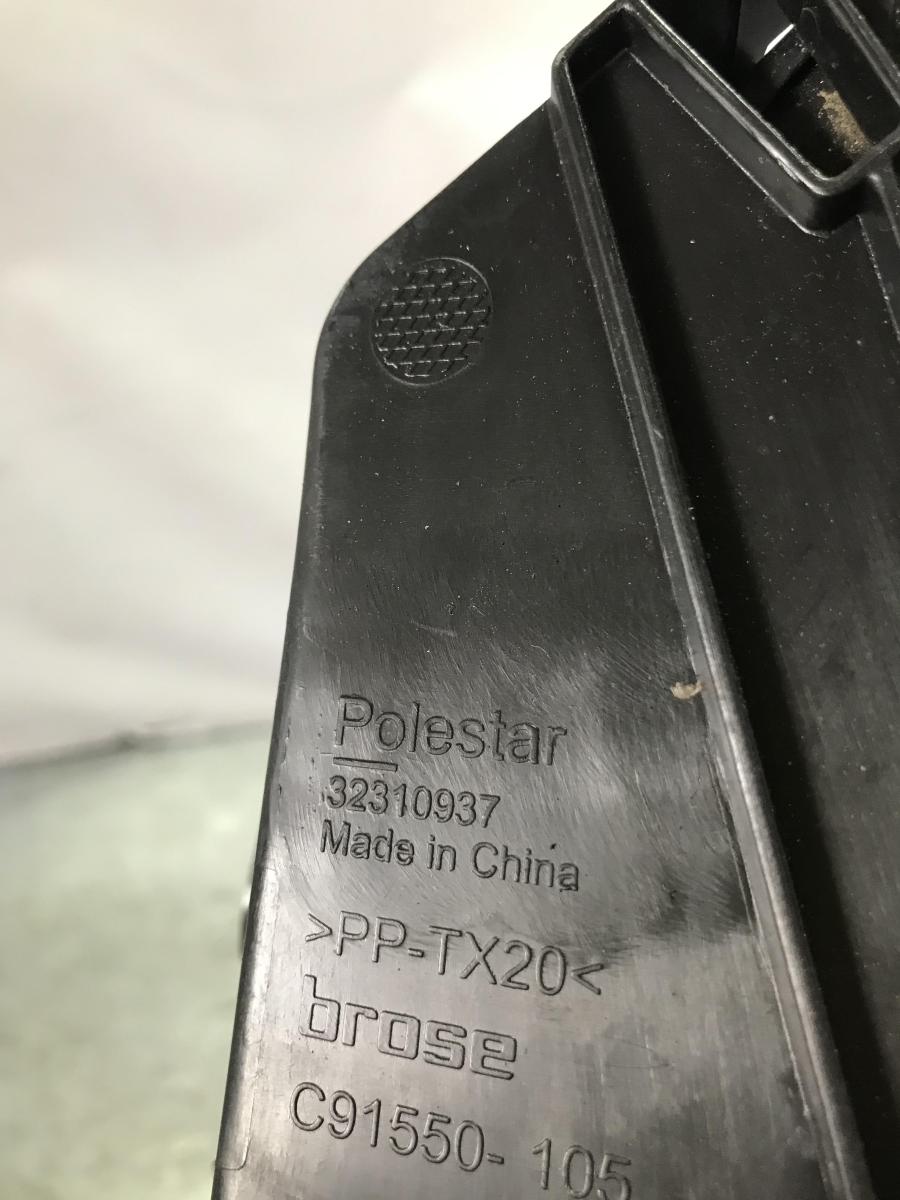 Polestar
32310937
Made in China
>PP-TX20<
brose
C91550- 105